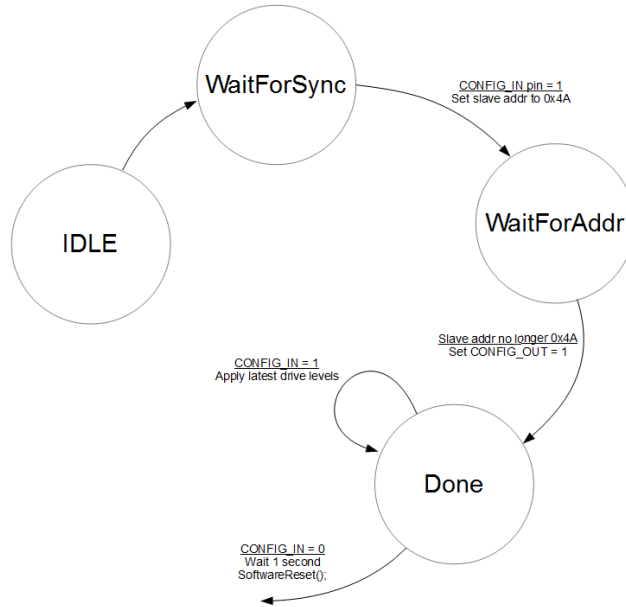 WaitForSync
CONFIG_IN pin = 1
Set slave addr to 0x4A
WaitForAddr
IDLE
Slave addr no longer 0x4A
Set CONFIG_OUT = 1
CONFIG_IN = 1
Apply latest drive levels
Done
CONFIG_IN = 0
Wait 1 second
SoftwareReset();